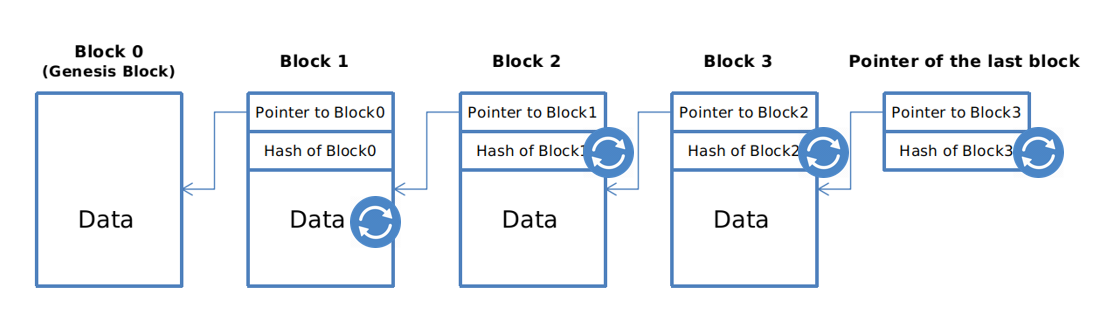 Block 0
(Genesis Block)
Block 1
Block 2
Block 3
Pointer of the last block
Pointer to Block0
Pointer to Block1
Pointer to Block2
Pointer to Block3
Hash of Block0
Hash of Block1
Hash of Block2
Hash of Block3
Data
Data
Data
Data